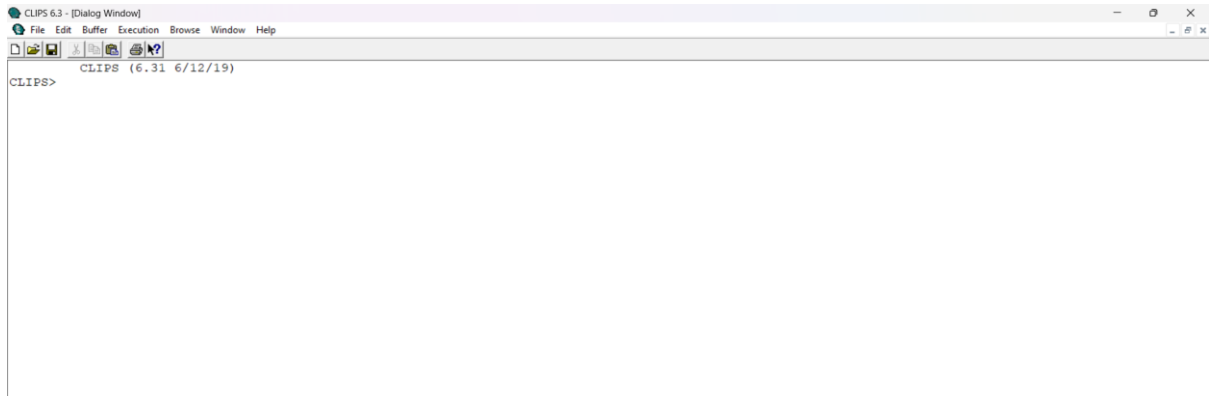 CLIPS 6.3 - [Dialog Window]
File Edit Buffer Execution Browse Window Help
CLIPS (6.31 6/12/19)
CLIPS>